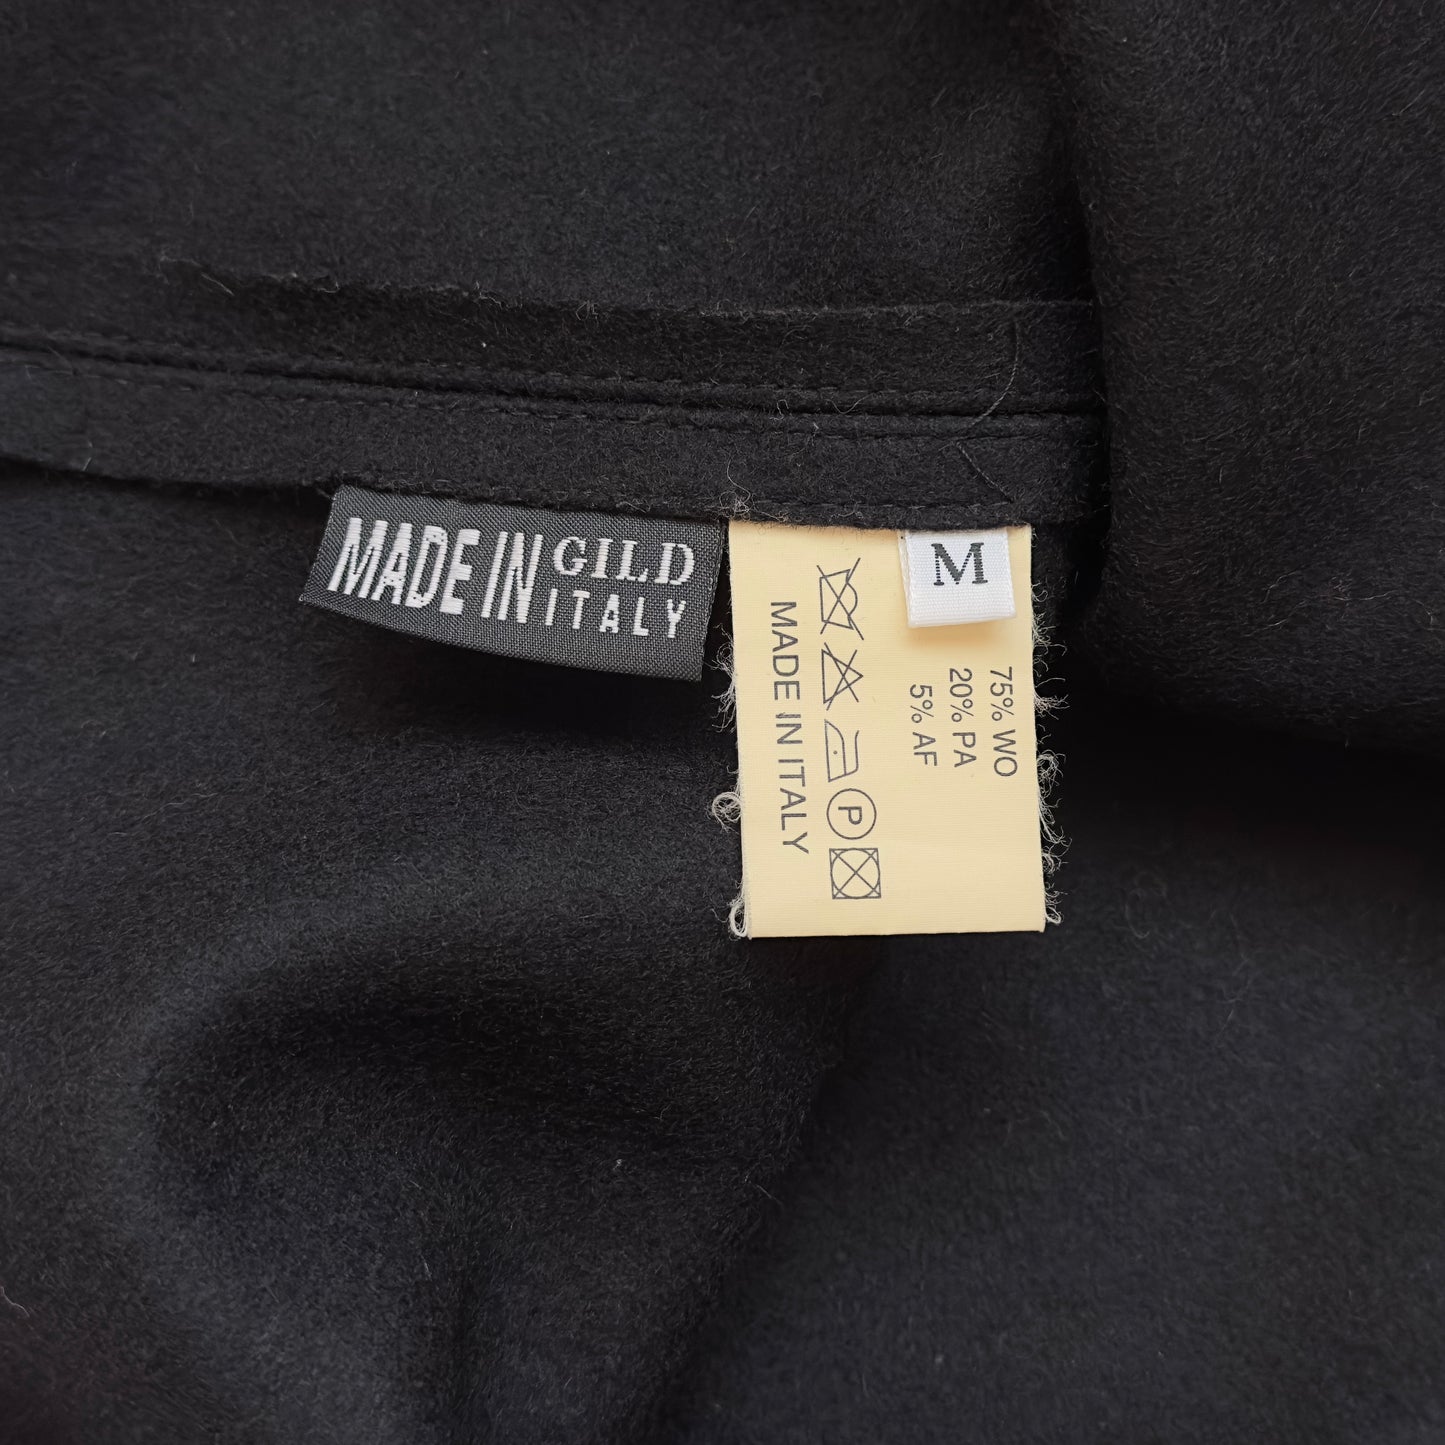 MADE IN GILD
ITALY
M
75% WO
20% PA
5% AF
P
MADE IN ITALY